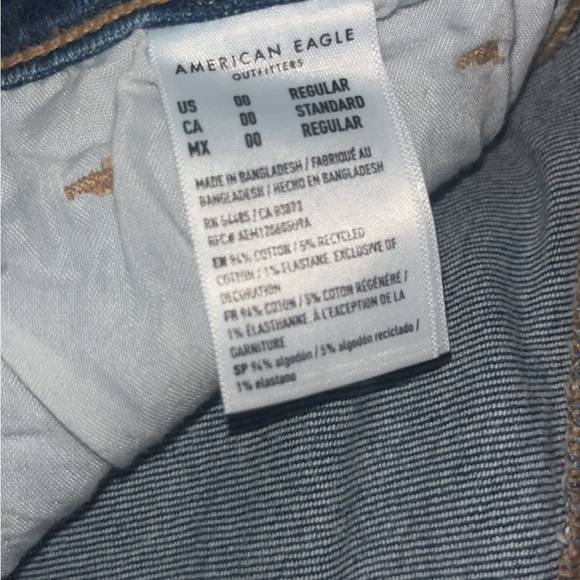 AMERICAN EAGLE
OUTFITTERS
US 00 REGULAR
CA 00 STANDARD
MX 00 REGULAR
MADE IN BANGLADESH / FABRIQUÉ AU
BANGLADESH / HECHO EN BANGLADESH
RN 54485 / CA 03073
RFC#
EN 94% COTTON / 5% RECYCLED
COTTON / 1% ELASTANE. EXCLUSIVE OF
DECORATION
FR 94% COTON / 5% COTON RÉGÉNÉRÉ /
1% ÉLASTHANNE. À L'EXCEPTION DE LA
GARNITURE
SP 94% algodón / 5% algodón reciclado /
1% elastano